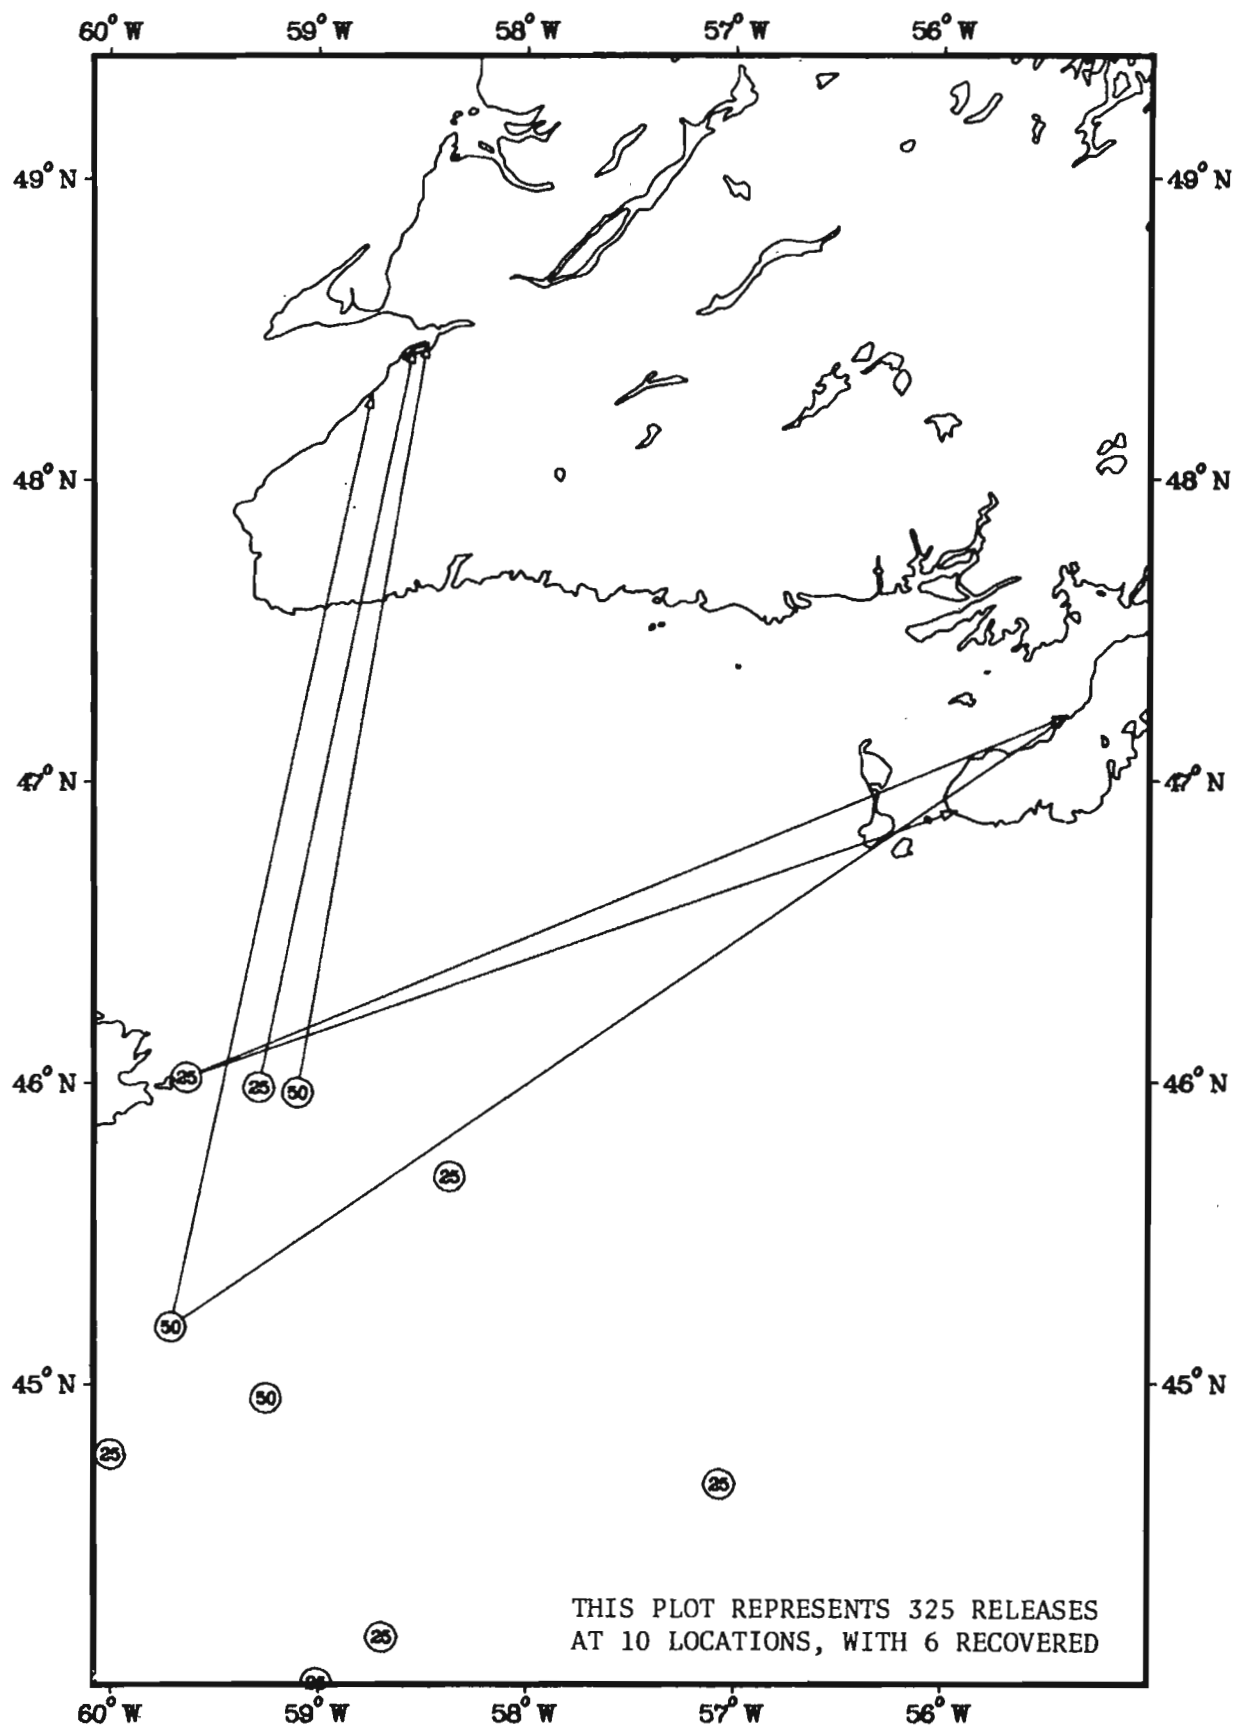 60°W 59°W 58°W 57°W 56°W
49°N 49°N
48°N 48°N
47°N 47°N
25 25 50
46°N 46°N
25
50
45°N 45°N
50
25
25
THIS PLOT REPRESENTS 325 RELEASES
25
AT 10 LOCATIONS, WITH 6 RECOVERED
60°W 59°W 58°W 57°W 56°W